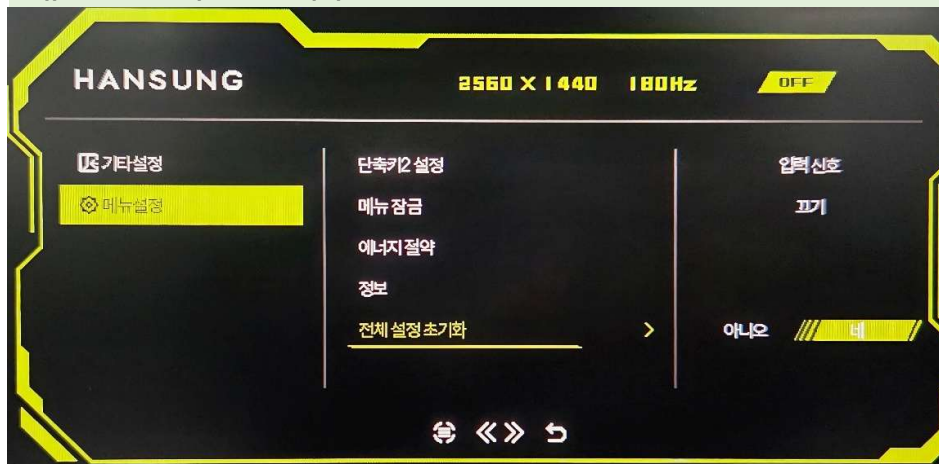 HANSUNG 2560 X 1440 180Hz OFF
기타설정 단축키2 설정 입력 신호
메뉴설정 메뉴 잠금 끄기
에너지 절약
정보
전체 설정 초기화 > 아니오 네